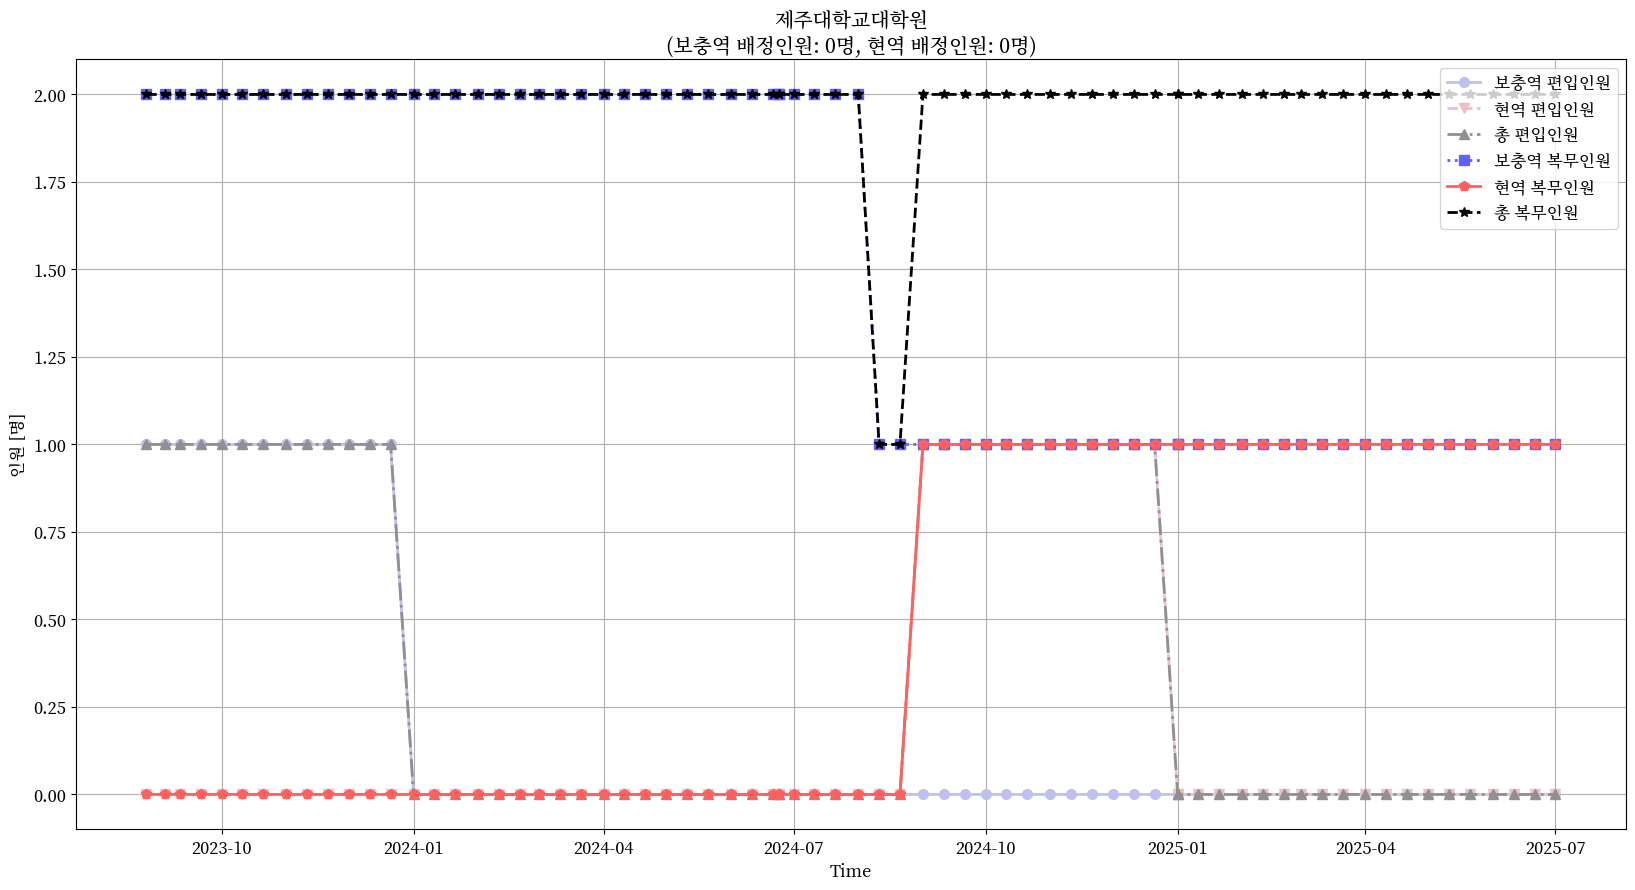 제주대학교대학원
(보충역 배정인원: 0명, 현역 배정인원: 0명)
보충역 편입인원
현역 편입인원
총 편입인원
보충역 복무인원
현역 복무인원
총 복무인원
인원 [명]
2.00
1.75
1.50
1.25
1.00
0.75
0.50
0.25
0.00
2023-10
2024-01
2024-04
2024-07
2024-10
2025-01
2025-04
2025-07
Time